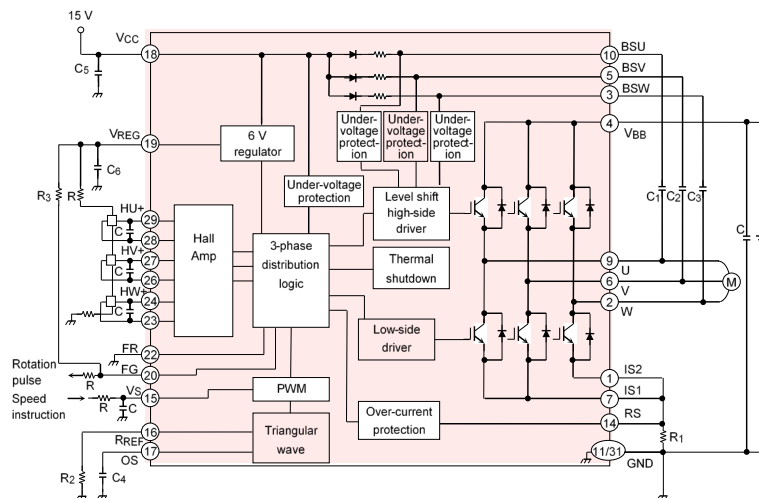 15 V
VCC
18
C5
10
BSU
5
BSV
3
BSW
4
VBB
Under-
voltage
protect-
ion
Under-
voltage
protect-
ion
Under-
voltage
protect-
ion
6 V
regulator
VREG
19
C6
R3
R
Under-voltage
protection
Level shift
high-side
driver
C1
C2
C3
C
HU+
29
C
28
HV+
27
C
26
HW+
24
C
23
Hall
Amp
3-phase
distribution
logic
Thermal
shutdown
9
U
6
V
2
W
M
Low-side
driver
FR
22
FG
20
Rotation
pulse
R
Speed
instruction
R
VS
15
C
PWM
1
IS2
7
IS1
14
RS
R1
Over-current
protection
16
RREF
17
OS
Triangular
wave
R2
C4
11/31
GND